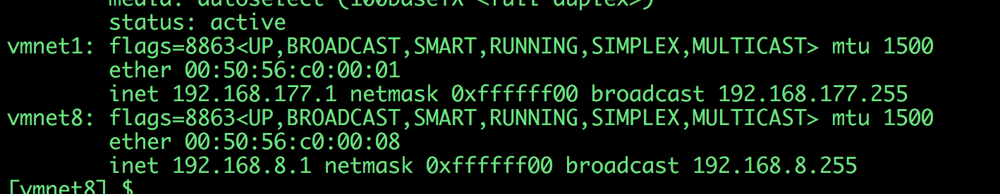 media: autoselect (100baseTX <full-duplex>)
status: active
vmnet1: flags=8863<UP,BROADCAST,SMART,RUNNING,SIMPLEX,MULTICAST> mtu 1500
ether 00:50:56:c0:00:01
inet 192.168.177.1 netmask 0xffffff00 broadcast 192.168.177.255
vmnet8: flags=8863<UP,BROADCAST,SMART,RUNNING,SIMPLEX,MULTICAST> mtu 1500
ether 00:50:56:c0:00:08
inet 192.168.8.1 netmask 0xffffff00 broadcast 192.168.8.255
[vmnet8] $